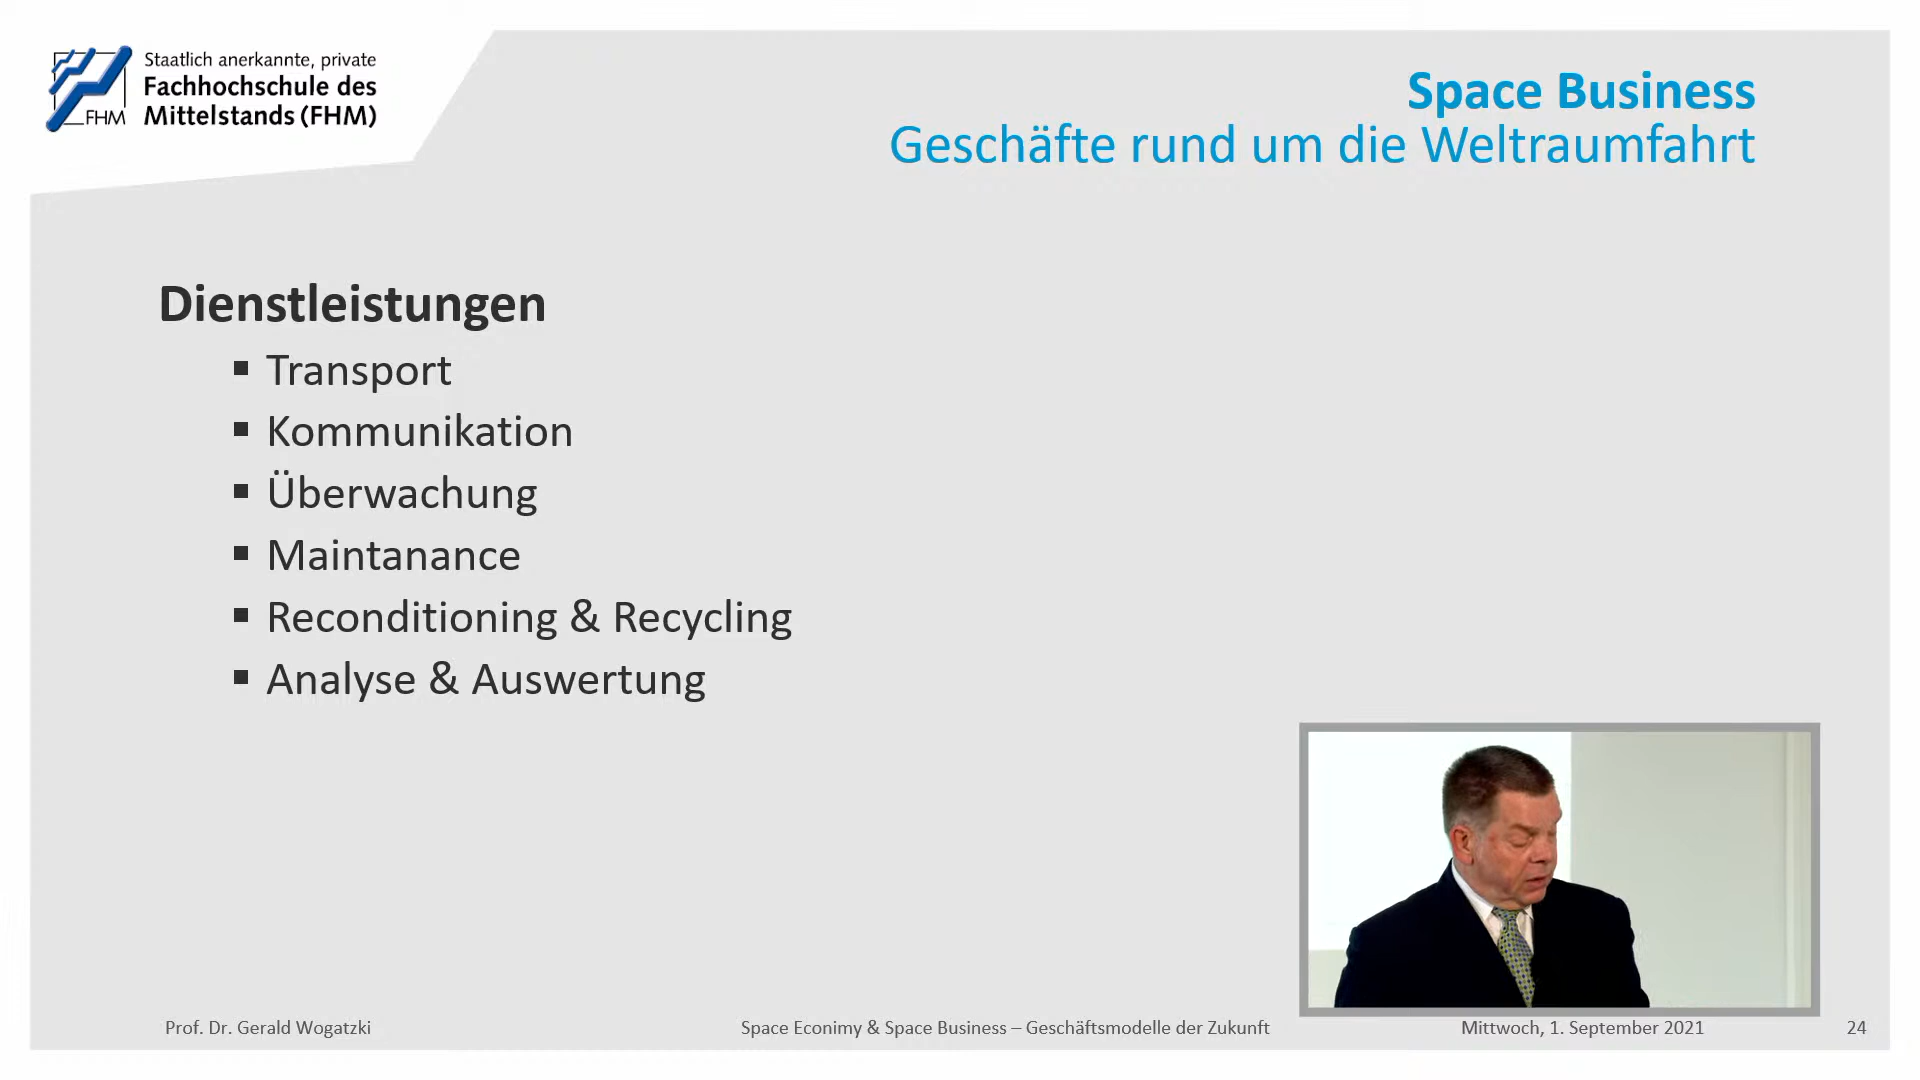 Staatlich anerkannte, private
Fachhochschule des
Mittelstands (FHM)
FHM
Space Business
Geschäfte rund um die Weltraumfahrt
Dienstleistungen
▪ Transport
▪ Kommunikation
▪ Überwachung
▪ Maintanance
▪ Reconditioning & Recycling
▪ Analyse & Auswertung
Prof. Dr. Gerald Wogatzki
Space Econimy & Space Business – Geschäftsmodelle der Zukunft
Mittwoch, 1. September 2021
24